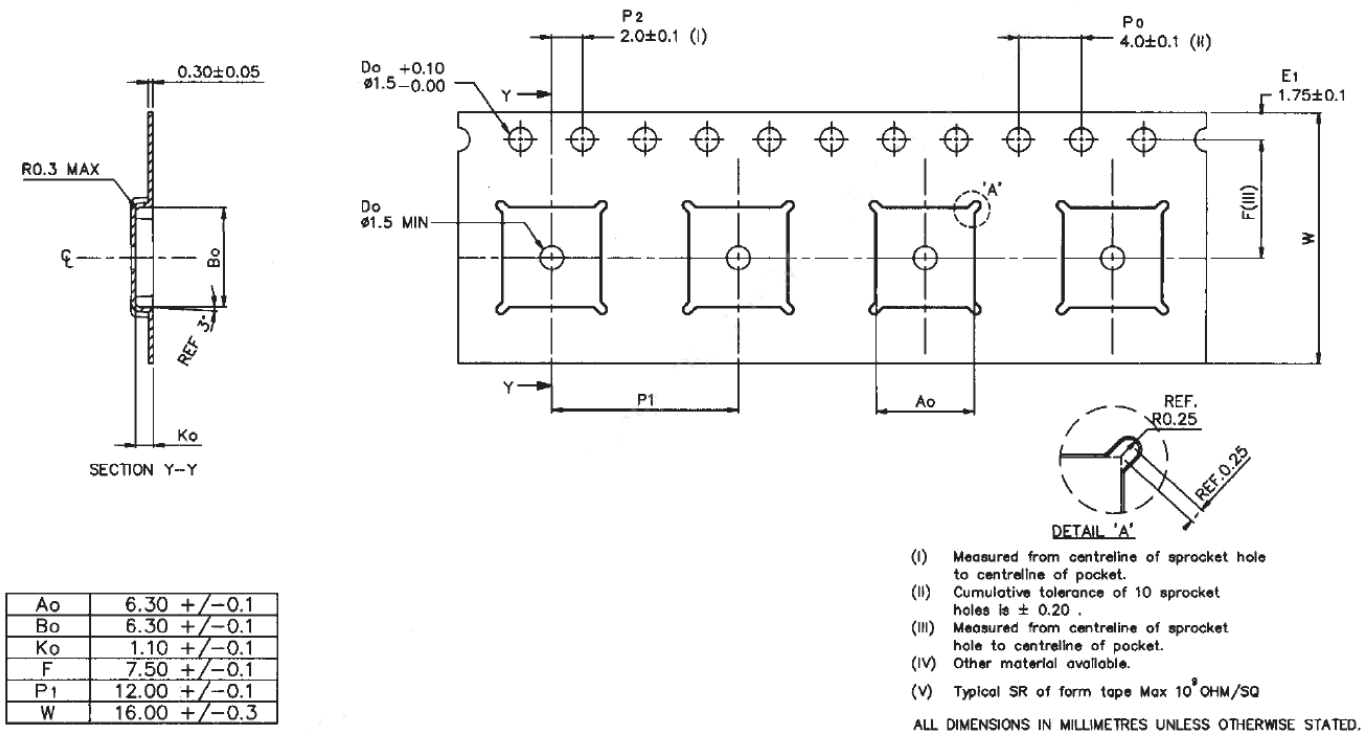 P2
2.0±0.1 (I)
Po
4.0±0.1 (II)
E1
1.75±0.1
0.30±0.05
Do +0.10
ø1.5-0.00
Y
R0.3 MAX
'A'
Do
ø1.5 MIN
F(III)
W
℄
Bo
REF 3°
Y
P1
Ao
Ko
SECTION Y-Y
REF.
R0.25
REF.0.25
DETAIL 'A'
(I) Measured from centreline of sprocket hole
to centreline of pocket.
(II) Cumulative tolerance of 10 sprocket
holes is ± 0.20 .
(III) Measured from centreline of sprocket
hole to centreline of pocket.
(IV) Other material available.
(V) Typical SR of form tape Max 10⁹ OHM/SQ
ALL DIMENSIONS IN MILLIMETRES UNLESS OTHERWISE STATED.
Ao 6.30 +/-0.1
Bo 6.30 +/-0.1
Ko 1.10 +/-0.1
F 7.50 +/-0.1
P1 12.00 +/-0.1
W 16.00 +/-0.3